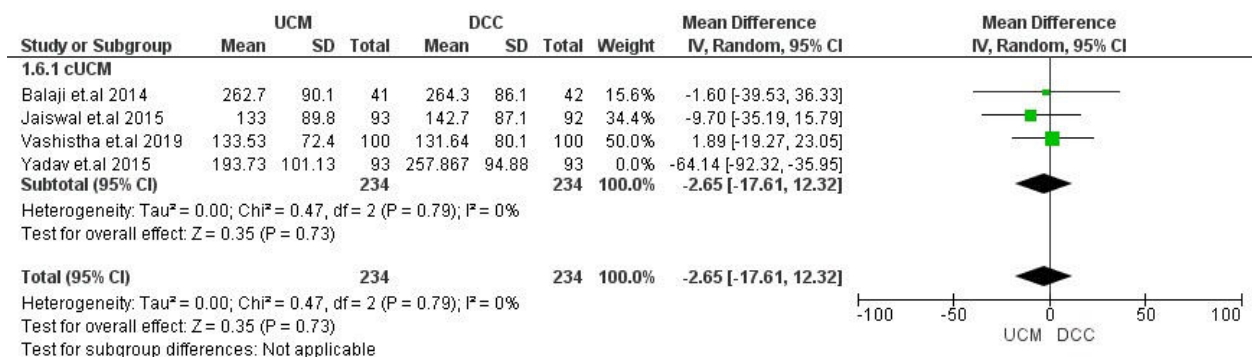 UCM DCC Mean Difference Mean Difference
Study or Subgroup Mean SD Total Mean SD Total Weight IV, Random, 95% CI IV, Random, 95% CI
1.6.1 cUCM
Balaji et.al 2014 262.7 90.1 41 264.3 86.1 42 15.6% -1.60 [-39.53, 36.33]
Jaiswal et.al 2015 133 89.8 93 142.7 87.1 92 34.4% -9.70 [-35.19, 15.79]
Vashistha et.al 2019 133.53 72.4 100 131.64 80.1 100 50.0% 1.89 [-19.27, 23.05]
Yadav et.al 2015 193.73 101.13 93 257.867 94.88 93 0.0% -64.14 [-92.32, -35.95]
Subtotal (95% CI) 234 234 100.0% -2.65 [-17.61, 12.32]
Heterogeneity: Tau² = 0.00; Chi² = 0.47, df = 2 (P = 0.79); I² = 0%
Test for overall effect: Z = 0.35 (P = 0.73)
Total (95% CI) 234 234 100.0% -2.65 [-17.61, 12.32]
Heterogeneity: Tau² = 0.00; Chi² = 0.47, df = 2 (P = 0.79); I² = 0%
Test for overall effect: Z = 0.35 (P = 0.73)
Test for subgroup differences: Not applicable
-100 -50 0 50 100
UCM DCC